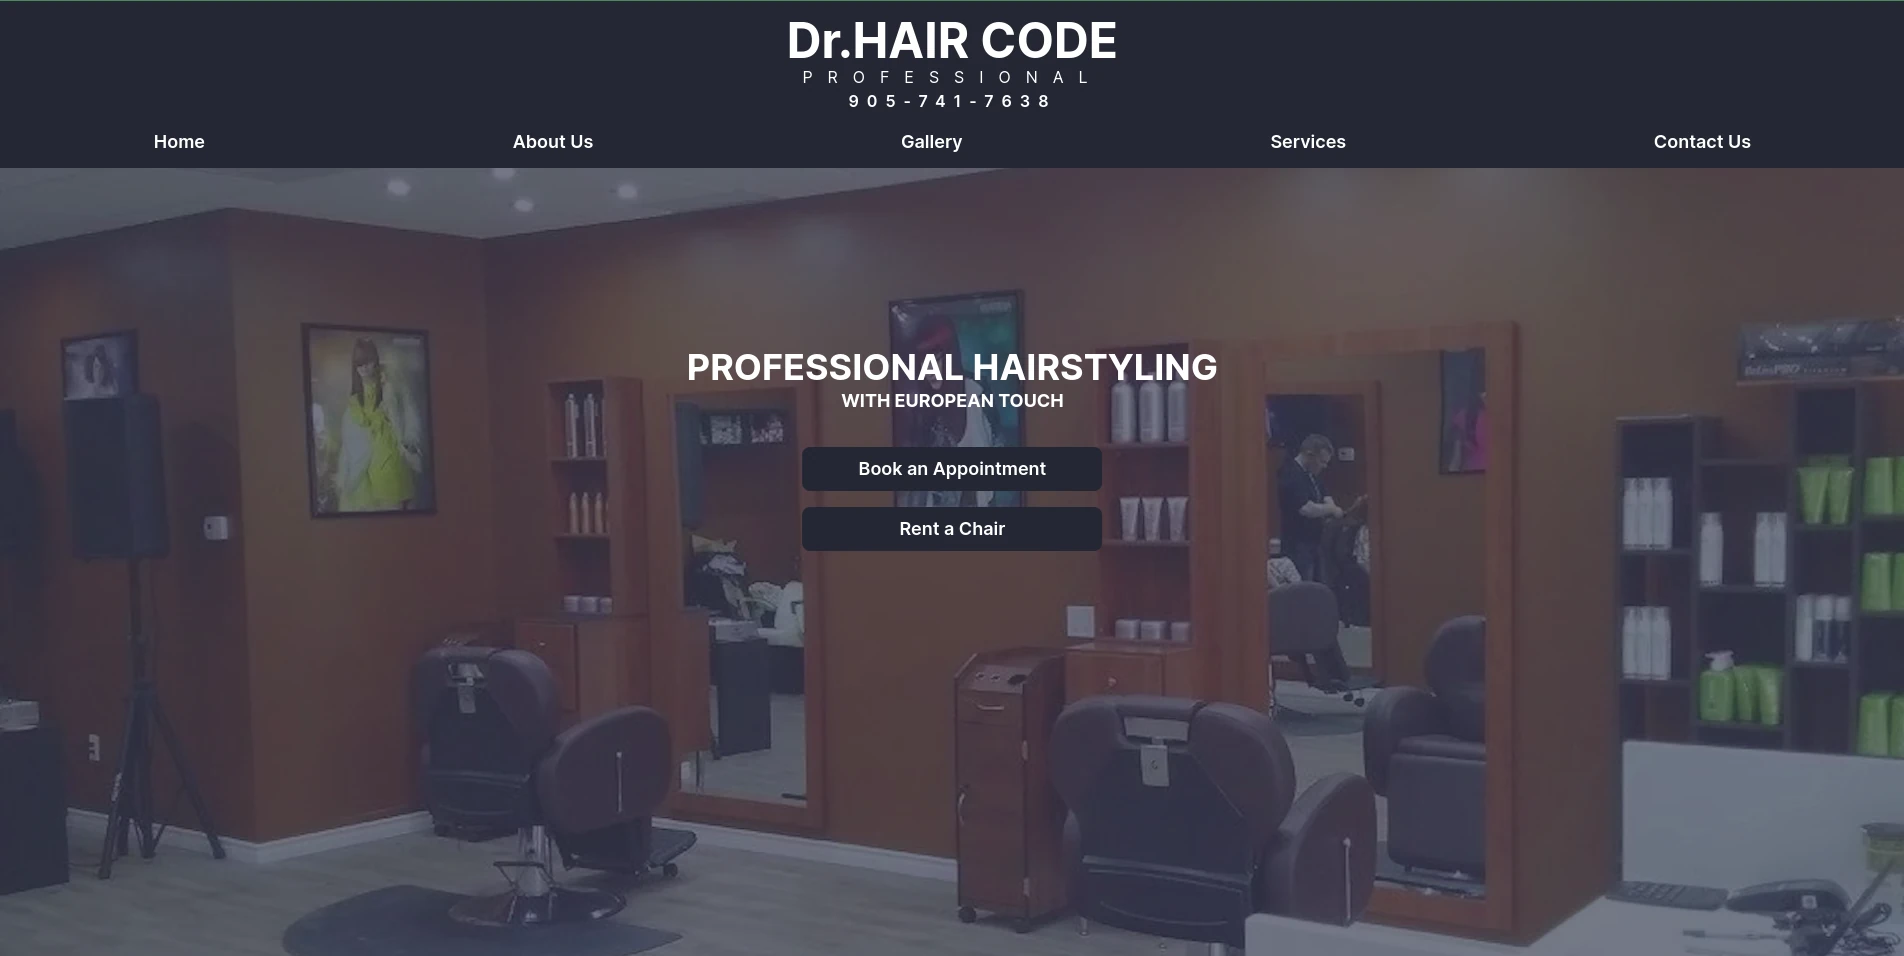 Dr.HAIR CODE
PROFESSIONAL
905-741-7638
Home
About Us
Gallery
Services
Contact Us
PROFESSIONAL HAIRSTYLING
WITH EUROPEAN TOUCH
Book an Appointment
Rent a Chair